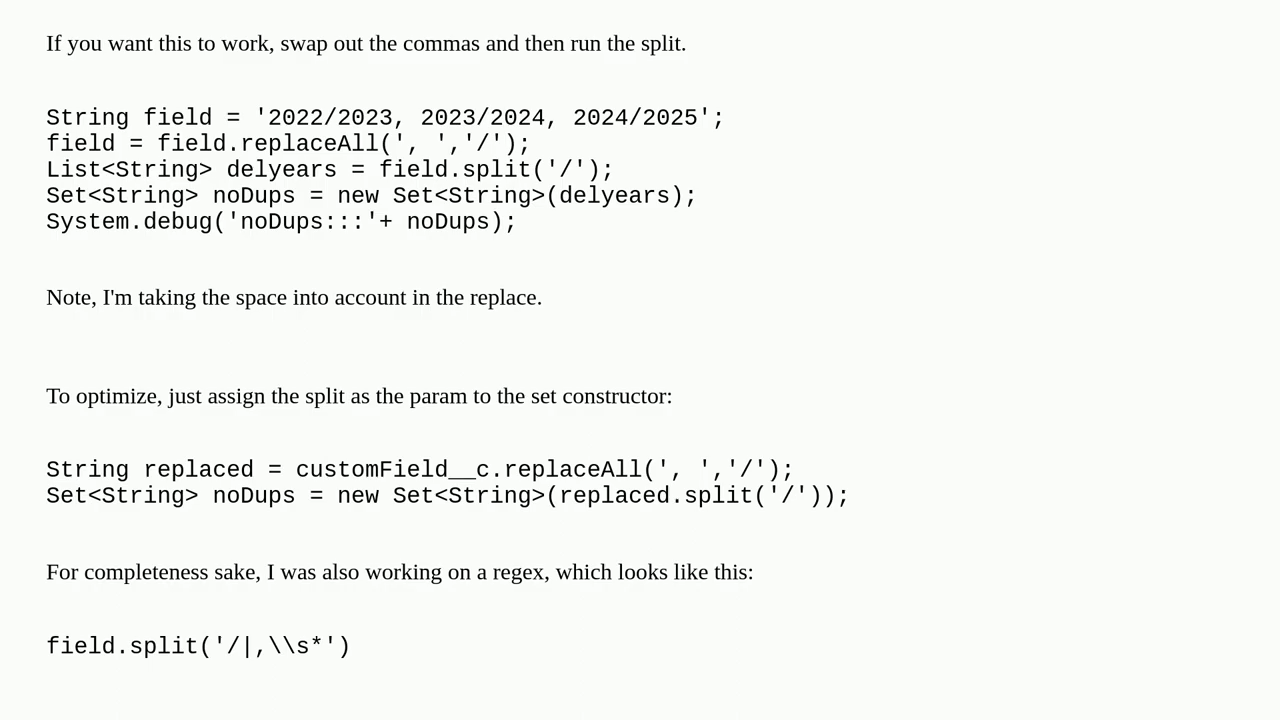 If you want this to work, swap out the commas and then run the split.
String field = '2022/2023, 2023/2024, 2024/2025';
field = field.replaceAll(', ','/');
List<String> delyears = field.split('/');
Set<String> noDups = new Set<String>(delyears);
System.debug('noDups:::'+ noDups);
Note, I'm taking the space into account in the replace.
To optimize, just assign the split as the param to the set constructor:
String replaced = customField__c.replaceAll(', ','/');
Set<String> noDups = new Set<String>(replaced.split('/'));
For completeness sake, I was also working on a regex, which looks like this:
field.split('/|,\\s*')